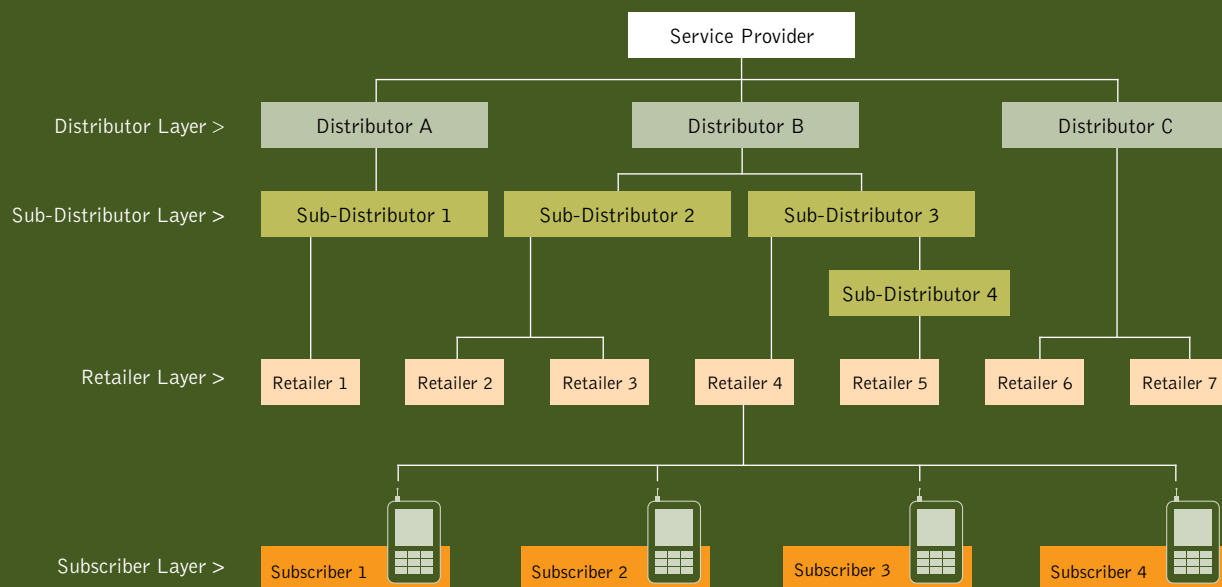 Service Provider
Distributor Layer >
Distributor A
Distributor B
Distributor C
Sub-Distributor Layer >
Sub-Distributor 1
Sub-Distributor 2
Sub-Distributor 3
Sub-Distributor 4
Retailer Layer >
Retailer 1
Retailer 2
Retailer 3
Retailer 4
Retailer 5
Retailer 6
Retailer 7
Subscriber Layer >
Subscriber 1
Subscriber 2
Subscriber 3
Subscriber 4